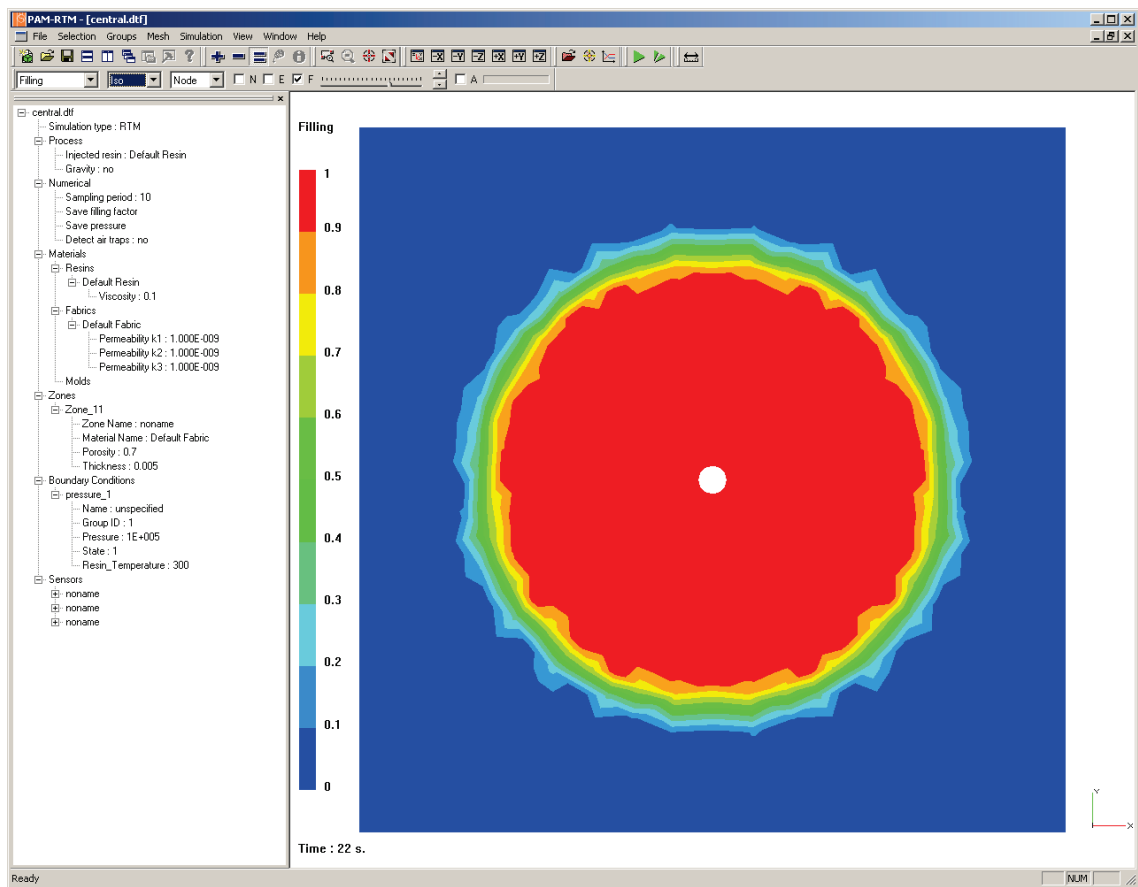 PAM-RTM - [central.dtf]
File Selection Groups Mesh Simulation View Window Help
Filling Iso Node N E F A
central.dtf
Simulation type : RTM
Process
Injected resin : Default Resin
Gravity : no
Numerical
Sampling period : 10
Save filling factor
Save pressure
Detect air traps : no
Materials
Resins
Default Resin
Viscosity : 0.1
Fabrics
Default Fabric
Permeability k1 : 1.000E-009
Permeability k2 : 1.000E-009
Permeability k3 : 1.000E-009
Molds
Zones
Zone_11
Zone Name : noname
Material Name : Default Fabric
Porosity : 0.7
Thickness : 0.005
Boundary Conditions
pressure_1
Name : unspecified
Group ID : 1
Pressure : 1E+005
State : 1
Resin_Temperature : 300
Sensors
noname
noname
noname
Filling
1
0.9
0.8
0.7
0.6
0.5
0.4
0.3
0.2
0.1
0
Time : 22 s.
Y
X
Ready
NUM